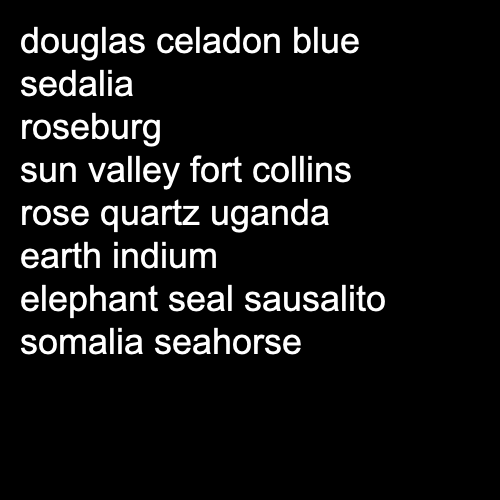 douglas celadon blue
sedalia
roseburg
sun valley fort collins
rose quartz uganda
earth indium
elephant seal sausalito
somalia seahorse